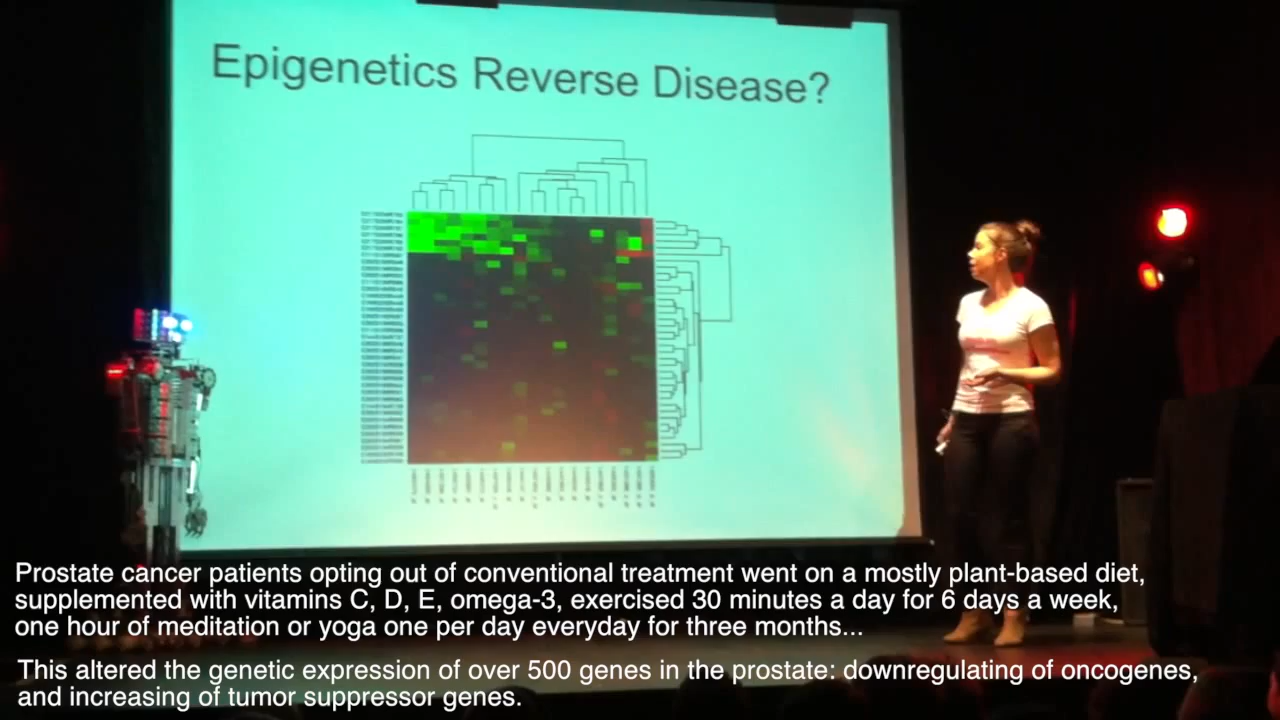 Epigenetics Reverse Disease?
Prostate cancer patients opting out of conventional treatment went on a mostly plant-based diet,
supplemented with vitamins C, D, E, omega-3, exercised 30 minutes a day for 6 days a week,
one hour of meditation or yoga one per day everyday for three months...
This altered the genetic expression of over 500 genes in the prostate: downregulating of oncogenes,
and increasing of tumor suppressor genes.